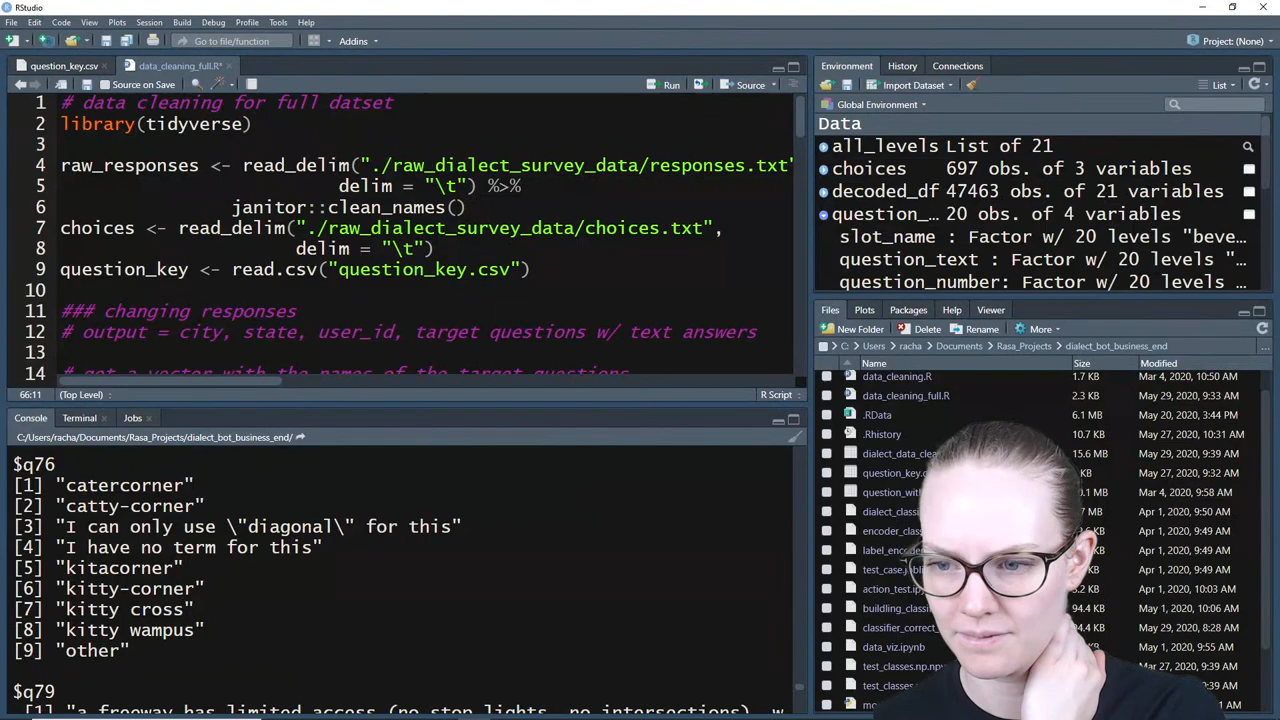 RStudio
File Edit Code View Plots Session Build Debug Profile Tools Help
Go to file/function Addins Project: (None)
question_key.csv data_cleaning_full.R*
Source on Save Run Source
1 # data cleaning for full datset
2 library(tidyverse)
3
4 raw_responses <- read_delim("./raw_dialect_survey_data/responses.txt"
5 delim = "\t") %>%
6 janitor::clean_names()
7 choices <- read_delim("./raw_dialect_survey_data/choices.txt",
8 delim = "\t")
9 question_key <- read.csv("question_key.csv")
10
11 ### changing responses
12 # output = city, state, user_id, target questions w/ text answers
13
14 # get a vector with the names of the target questions
66:11 (Top Level) R Script
Console Terminal Jobs
C:/Users/racha/Documents/Rasa_Projects/dialect_bot_business_end/
$q76
[1] "catercorner"
[2] "catty-corner"
[3] "I can only use \"diagonal\" for this"
[4] "I have no term for this"
[5] "kitacorner"
[6] "kitty-corner"
[7] "kitty cross"
[8] "kitty wampus"
[9] "other"
$q79
[1] "a freeway has limited access (no stop lights, no intersections), w
Environment History Connections
Import Dataset List
Global Environment
Data
all_levels List of 21
choices 697 obs. of 3 variables
decoded_df 47463 obs. of 21 variables
question_… 20 obs. of 4 variables
slot_name : Factor w/ 20 levels "beve…
question_text : Factor w/ 20 levels "…
question_number: Factor w/ 20 levels
Files Plots Packages Help Viewer
New Folder Delete Rename More
C: Users racha Documents Rasa_Projects dialect_bot_business_end ...
Name Size Modified
data_cleaning.R 1.7 KB Mar 4, 2020, 10:50 AM
data_cleaning_full.R 2.3 KB May 29, 2020, 9:33 AM
.RData 6.1 MB May 20, 2020, 3:44 PM
.Rhistory 10.7 KB May 27, 2020, 10:31 AM
dialect_data_clea 15.6 MB May 29, 2020, 9:36 AM
question_key.c May 27, 2020, 9:32 AM
question_wit 0.1 MB Mar 4, 2020, 9:58 AM
dialect_classi MB Apr 1, 2020, 9:50 AM
encoder_clas 3.6 KB Apr 1, 2020, 9:49 AM
label_encode Apr 1, 2020, 9:49 AM
test_case.j Apr 1, 2020, 9:49 AM
action_test.ip 3.2 KB Apr 1, 2020, 10:03 AM
buildling_classi 94.4 KB May 1, 2020, 10:06 AM
classifier_correct_ 94.4 KB May 29, 2020, 8:28 AM
data_viz.ipynb May 1, 2020, 9:55 AM
test_classes.np.np Mar 27, 2020, 9:49 AM
test_classes Apr 1, 2020, 9:49 AM
mo